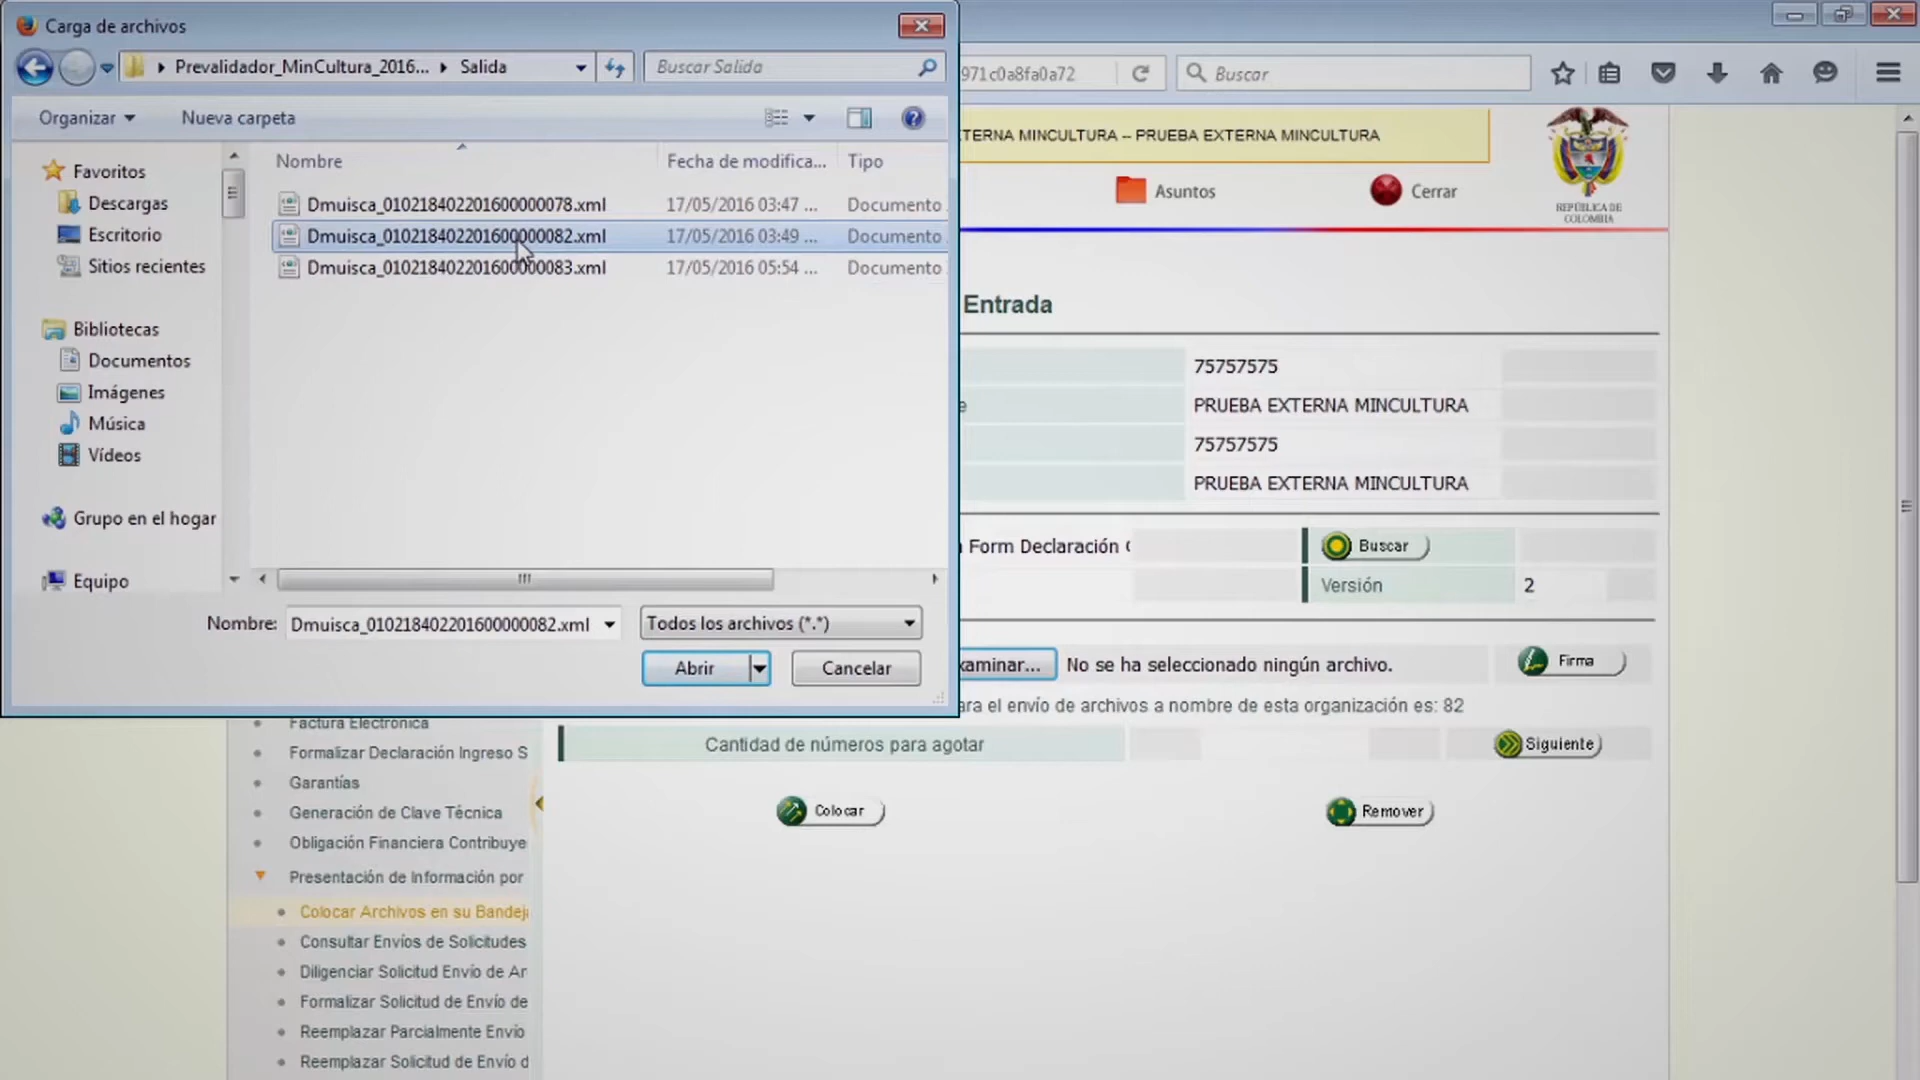 Carga de archivos
Prevalidador_MinCultura_2016... Salida
Buscar Salida
971c0a8fa0a72
Buscar
Organizar
Nueva carpeta
TERNA MINCULTURA -- PRUEBA EXTERNA MINCULTURA
Asuntos
Cerrar
REPÚBLICA DE
COLOMBIA
Nombre
Fecha de modifica...
Tipo
Dmuisca_010218402201600000078.xml 17/05/2016 03:47 ... Documento
Dmuisca_010218402201600000082.xml 17/05/2016 03:49 ... Documento
Dmuisca_010218402201600000083.xml 17/05/2016 05:54 ... Documento
Favoritos
Descargas
Escritorio
Sitios recientes
Bibliotecas
Documentos
Imágenes
Música
Vídeos
Grupo en el hogar
Equipo
Nombre: Dmuisca_010218402201600000082.xml
Todos los archivos (*.*)
Abrir
Cancelar
Entrada
75757575
e PRUEBA EXTERNA MINCULTURA
75757575
PRUEBA EXTERNA MINCULTURA
Form Declaración
Buscar
Versión 2
xaminar... No se ha seleccionado ningún archivo.
Firma
ara el envío de archivos a nombre de esta organización es: 82
Cantidad de números para agotar
Siguiente
Colocar
Remover
Factura Electrónica
Formalizar Declaración Ingreso S
Garantías
Generación de Clave Técnica
Obligación Financiera Contribuye
Presentación de Información por
Colocar Archivos en su Bandej
Consultar Envíos de Solicitudes
Diligenciar Solicitud Envío de Ar
Formalizar Solicitud de Envío de
Reemplazar Parcialmente Envío
Reemplazar Solicitud de Envío d